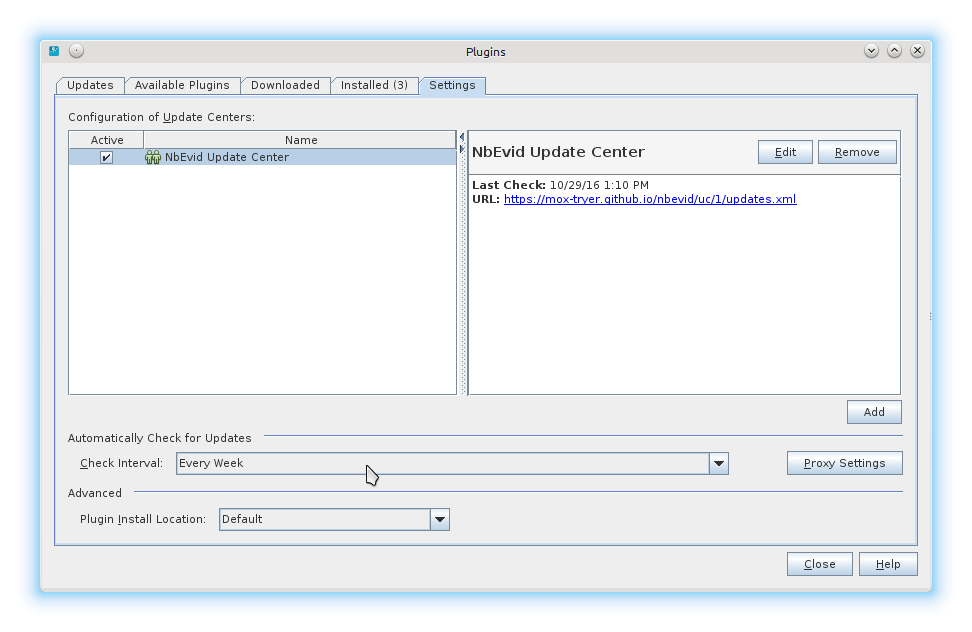 Plugins
Updates Available Plugins Downloaded Installed (3) Settings
Configuration of Update Centers:
Active Name
NbEvid Update Center
NbEvid Update Center Edit Remove
Last Check: 10/29/16 1:10 PM
URL: https://mox-tryer.github.io/nbevid/uc/1/updates.xml
Add
Automatically Check for Updates
Check Interval: Every Week Proxy Settings
Advanced
Plugin Install Location: Default
Close Help